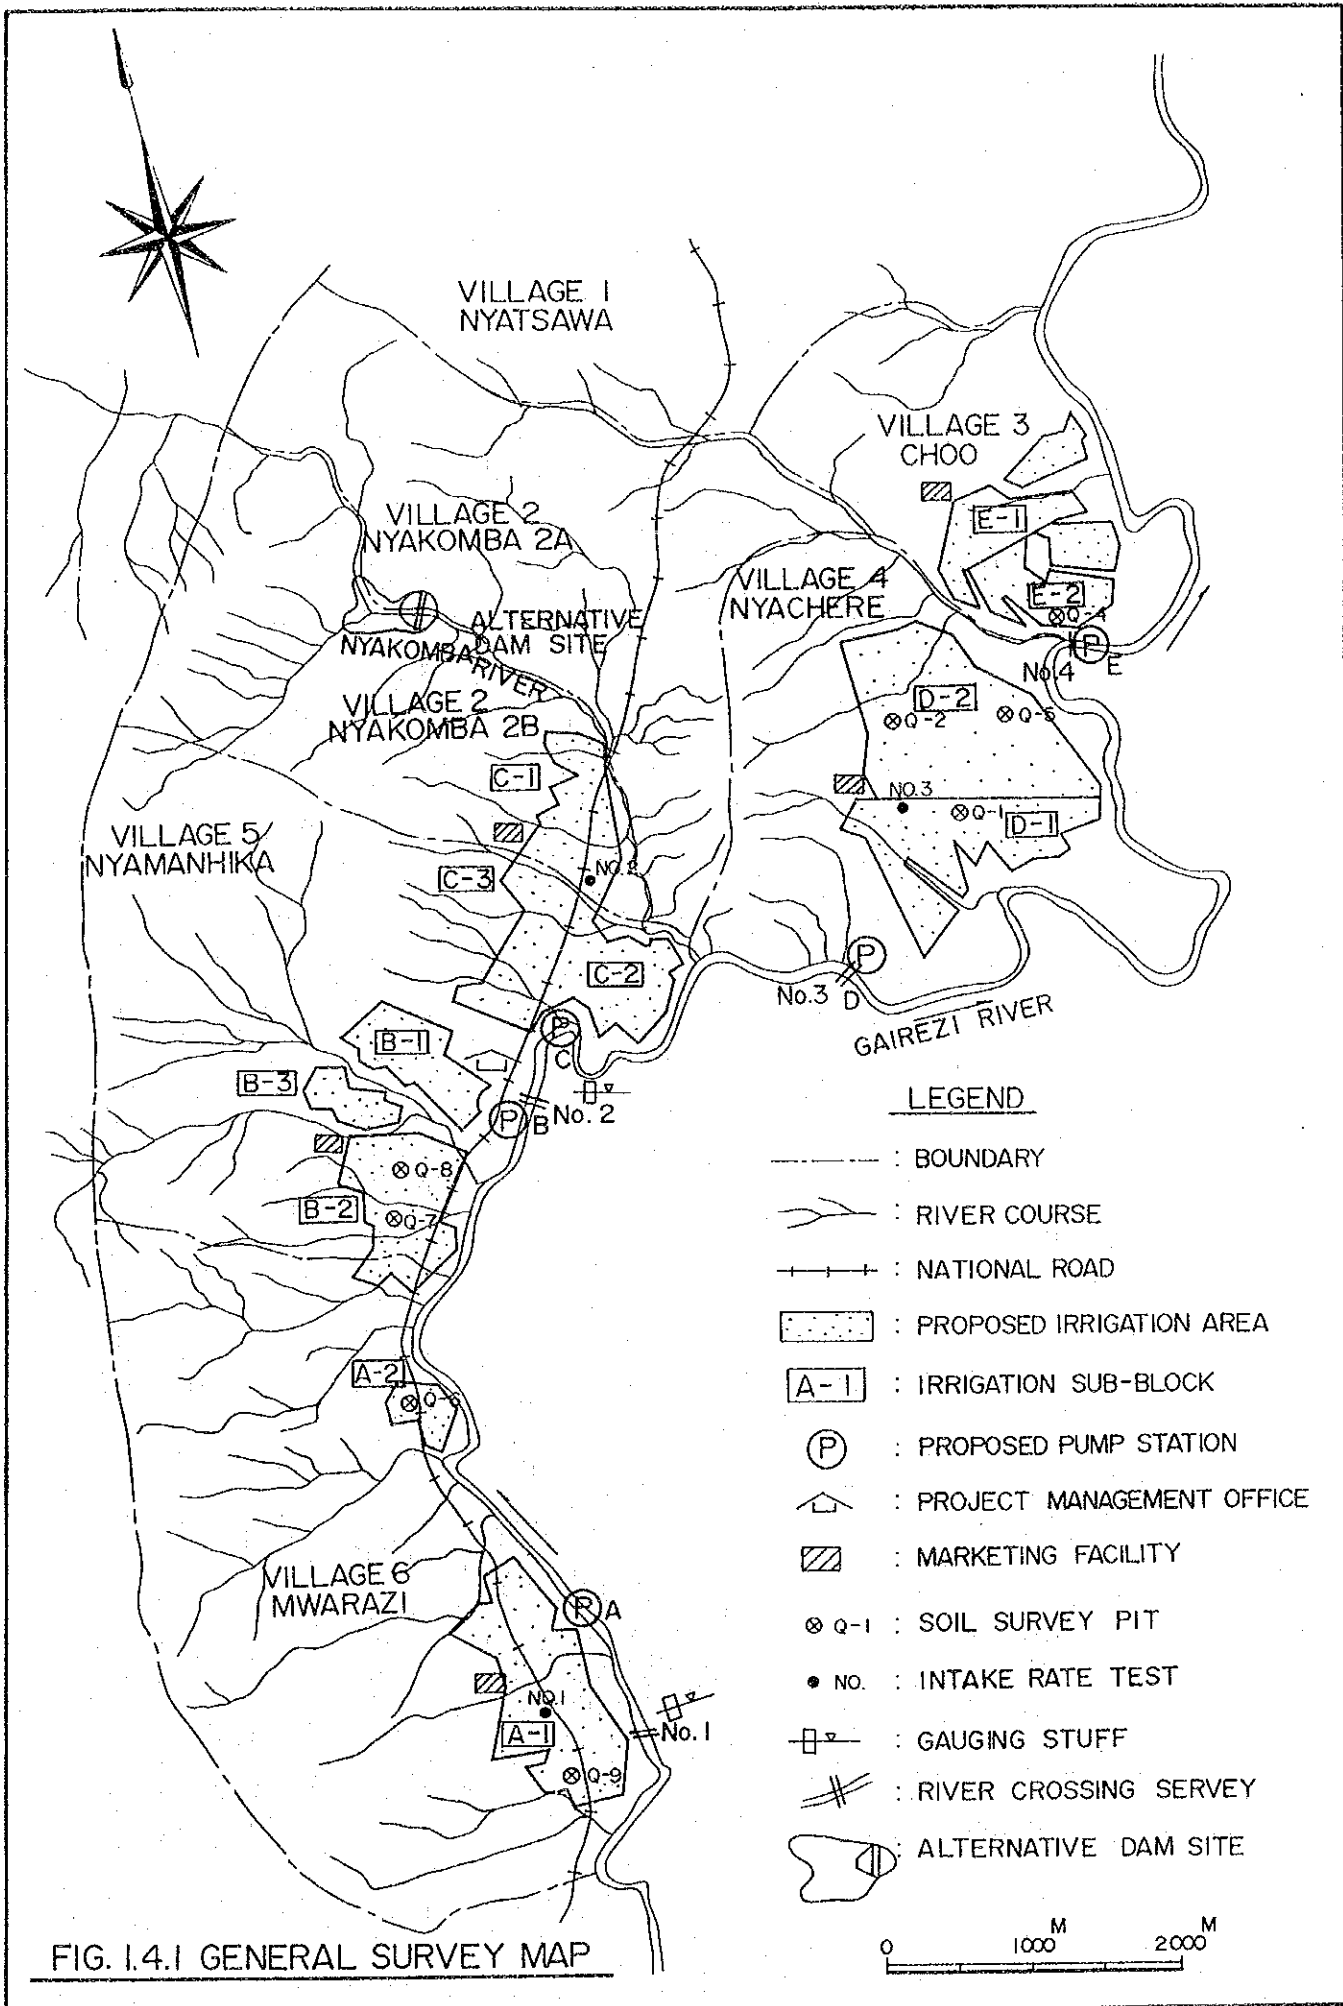 VILLAGE 1
NYATSAWA
VILLAGE 3
CHOO
E-1
VILLAGE 2
NYAKOMBA 2A
VILLAGE 4
NYACHERE
E-2
Q-4
ALTERNATIVE
DAM SITE
NYAKOMBA RIVER
P
E
No.4
VILLAGE 2
NYAKOMBA 2B
D-2
Q-2
Q-5
C-1
NO.3
Q-1
D-1
VILLAGE 5
NYAMANHIKA
C-3
NO.2
C-2
P
No.3
D
GAIREZI RIVER
P
C
B-1
B-3
P
B
No. 2
Q-8
B-2
Q-7
A-2
Q-6
VILLAGE 6
MWARAZI
P
A
NO.1
A-1
No. 1
Q-9
LEGEND
: BOUNDARY
: RIVER COURSE
: NATIONAL ROAD
: PROPOSED IRRIGATION AREA
A-1 : IRRIGATION SUB-BLOCK
P : PROPOSED PUMP STATION
: PROJECT MANAGEMENT OFFICE
: MARKETING FACILITY
Q-1 : SOIL SURVEY PIT
NO. : INTAKE RATE TEST
: GAUGING STUFF
: RIVER CROSSING SERVEY
: ALTERNATIVE DAM SITE
M M
0 1000 2000
FIG. 1.4.1 GENERAL SURVEY MAP